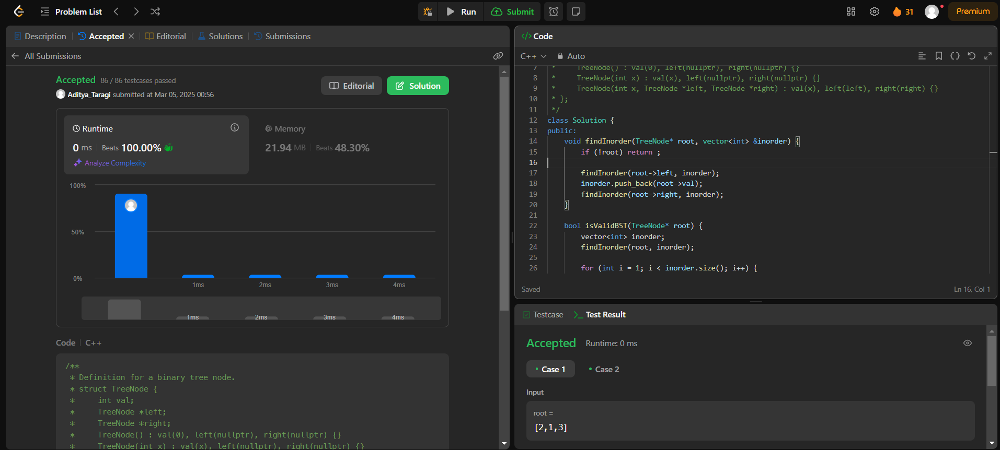 Problem List
Run
Submit
31
Premium
Description
Accepted
Editorial
Solutions
Submissions
All Submissions
Accepted 86 / 86 testcases passed
Aditya_Taragi submitted at Mar 05, 2025 00:56
Editorial
Solution
Runtime
0 ms Beats 100.00%
Analyze Complexity
Memory
21.94 MB Beats 48.30%
100%
50%
0%
1ms 2ms 3ms 4ms
1ms 2ms 3ms 4ms
Code C++
/**
* Definition for a binary tree node.
* struct TreeNode {
*     int val;
*     TreeNode *left;
*     TreeNode *right;
*     TreeNode() : val(0), left(nullptr), right(nullptr) {}
*     TreeNode(int x) : val(x), left(nullptr), right(nullptr) {}
</> Code
C++ Auto
7 *     TreeNode() : val(0), left(nullptr), right(nullptr) {}
8 *     TreeNode(int x) : val(x), left(nullptr), right(nullptr) {}
9 *     TreeNode(int x, TreeNode *left, TreeNode *right) : val(x), left(left), right(right) {}
10 * };
11 */
12 class Solution {
13 public:
14     void findInorder(TreeNode* root, vector<int> &inorder) {
15         if (!root) return ;
16
17         findInorder(root->left, inorder);
18         inorder.push_back(root->val);
19         findInorder(root->right, inorder);
20     }
21
22     bool isValidBST(TreeNode* root) {
23         vector<int> inorder;
24         findInorder(root, inorder);
25
26         for (int i = 1; i < inorder.size(); i++) {
Saved
Ln 16, Col 1
Testcase
>_ Test Result
Accepted Runtime: 0 ms
Case 1
Case 2
Input
root =
[2,1,3]